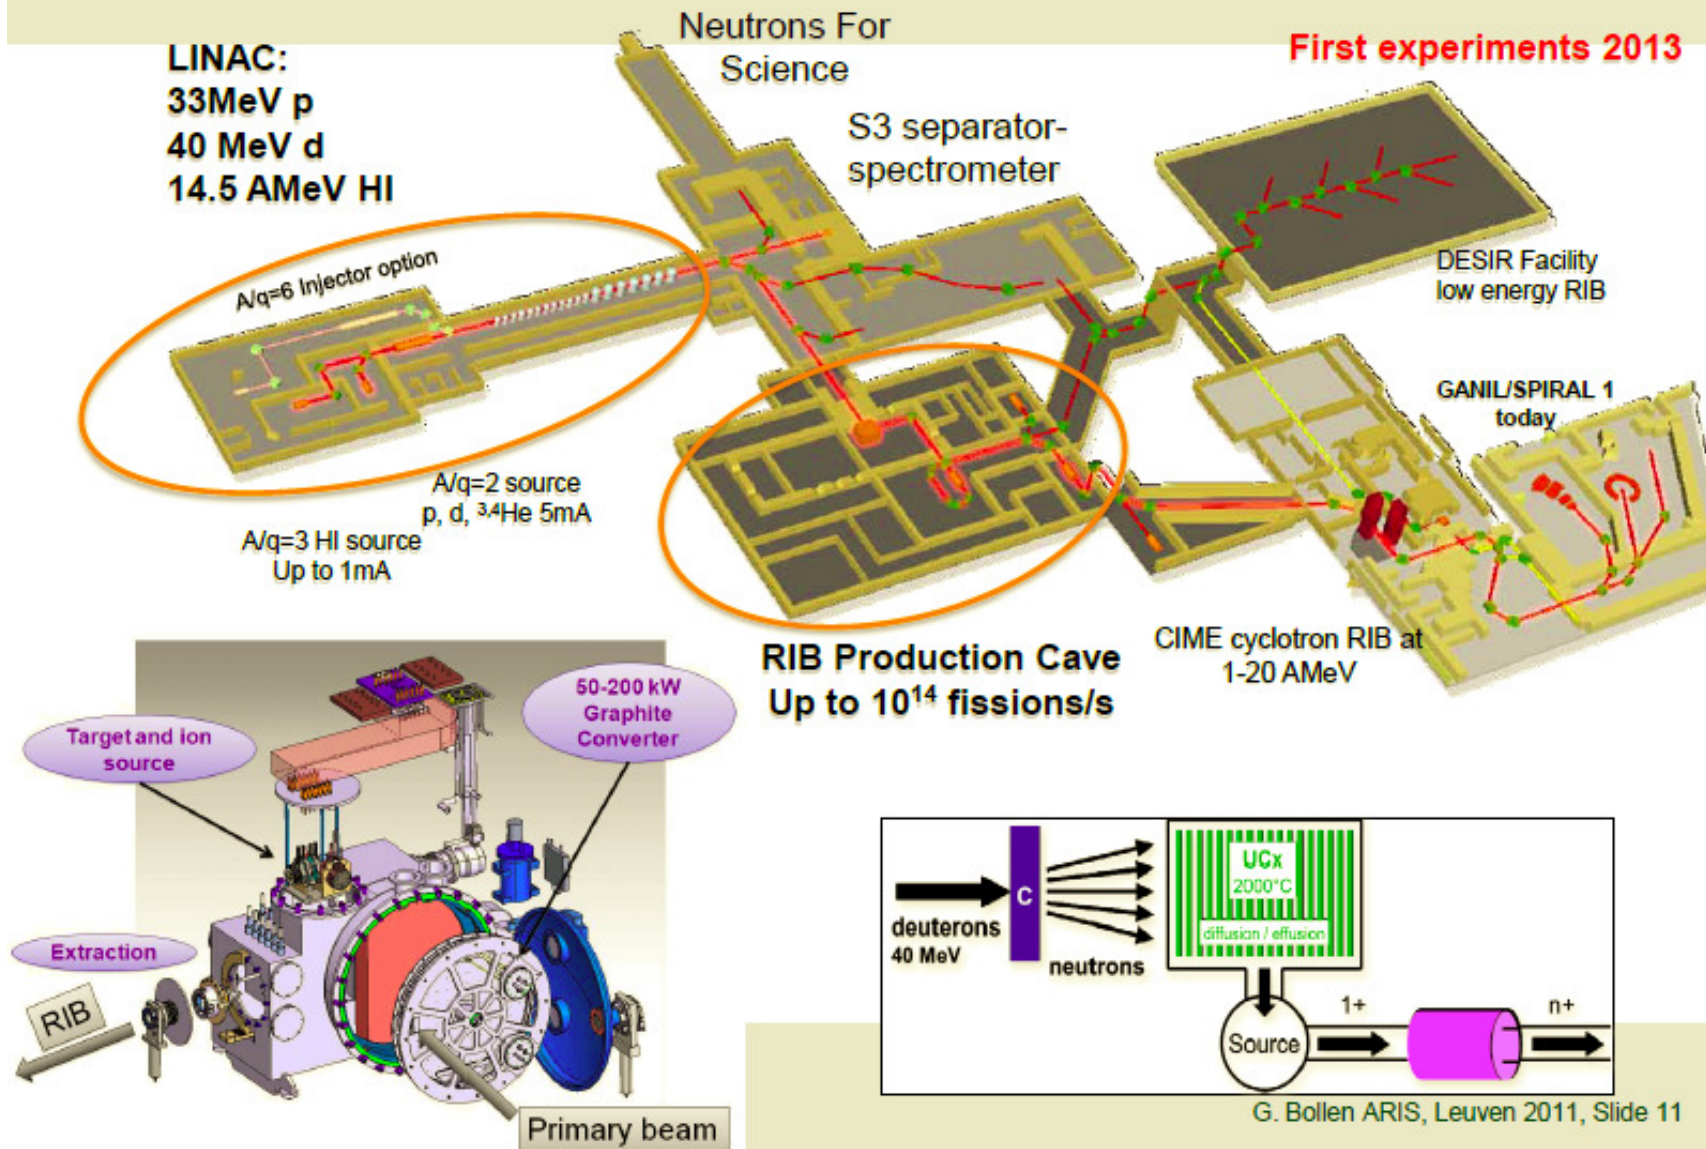 Neutrons For
Science
First experiments 2013
LINAC:
33MeV p
40 MeV d
14.5 AMeV HI
S3 separator-
spectrometer
A/q=6 Injector option
DESIR Facility
low energy RIB
GANIL/SPIRAL 1
today
A/q=2 source
p, d, ³,⁴He 5mA
A/q=3 HI source
Up to 1mA
RIB Production Cave
Up to 10¹⁴ fissions/s
CIME cyclotron RIB at
1-20 AMeV
50-200 kW
Graphite
Converter
Target and ion
source
Extraction
RIB
Primary beam
UCx
2000°C
diffusion / effusion
C
deuterons
40 MeV
neutrons
1+
n+
Source
G. Bollen ARIS, Leuven 2011, Slide 11